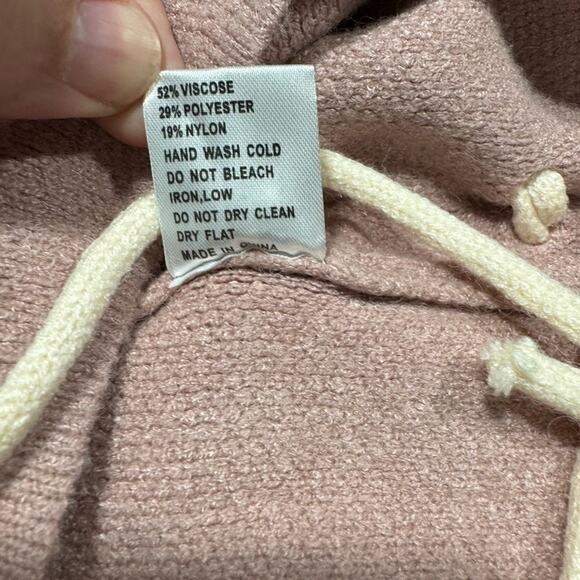 52% VISCOSE
29% POLYESTER
19% NYLON
HAND WASH COLD
DO NOT BLEACH
IRON,LOW
DO NOT DRY CLEAN
DRY FLAT
MADE IN CHINA